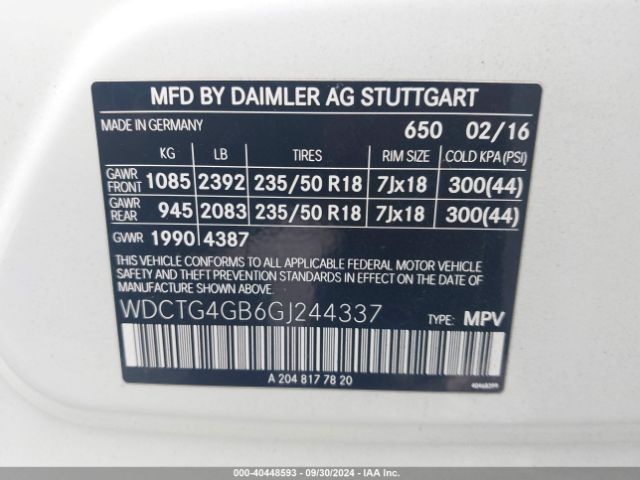 MFD BY DAIMLER AG STUTTGART
MADE IN GERMANY 650 02/16
KG LB TIRES RIM SIZE COLD KPA (PSI)
GAWR FRONT 1085 2392 235/50 R18 7Jx18 300(44)
GAWR REAR 945 2083 235/50 R18 7Jx18 300(44)
GVWR 1990 4387
THIS VEHICLE CONFORMS TO ALL APPLICABLE FEDERAL MOTOR VEHICLE
SAFETY AND THEFT PREVENTION STANDARDS IN EFFECT ON THE DATE
OF MANUFACTURE.
WDCTG4GB6GJ244337 TYPE: MPV
A 204 817 78 20
© - 40448593 - 09/30/2024 - IAA Inc.